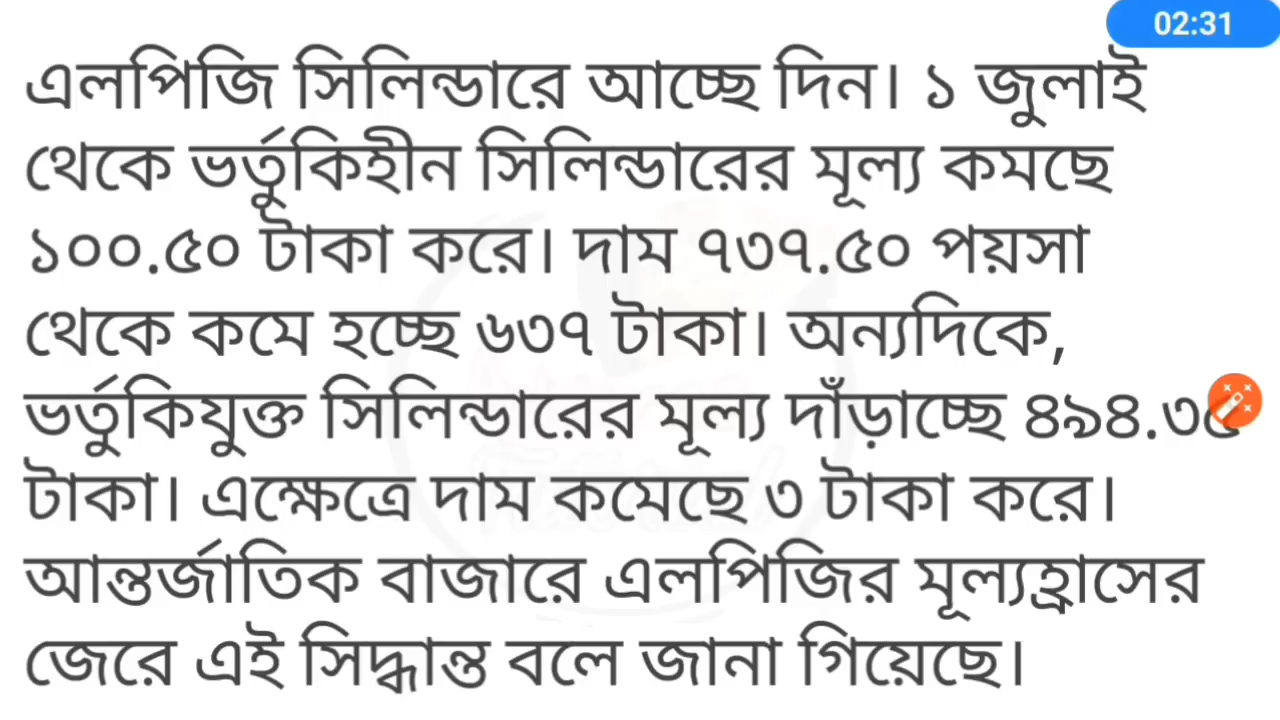 02:31
এলপিজি সিলিন্ডারে আচ্ছে দিন। ১ জুলাই
থেকে ভর্তুকিহীন সিলিন্ডারের মূল্য কমছে
১০০.৫০ টাকা করে। দাম ৭৩৭.৫০ পয়সা
থেকে কমে হচ্ছে ৬৩৭ টাকা। অন্যদিকে,
ভর্তুকিযুক্ত সিলিন্ডারের মূল্য দাঁড়াচ্ছে ৪৯৪.৩৫
টাকা। এক্ষেত্রে দাম কমেছে ৩ টাকা করে।
আন্তর্জাতিক বাজারে এলপিজির মূল্যহ্রাসের
জেরে এই সিদ্ধান্ত বলে জানা গিয়েছে।